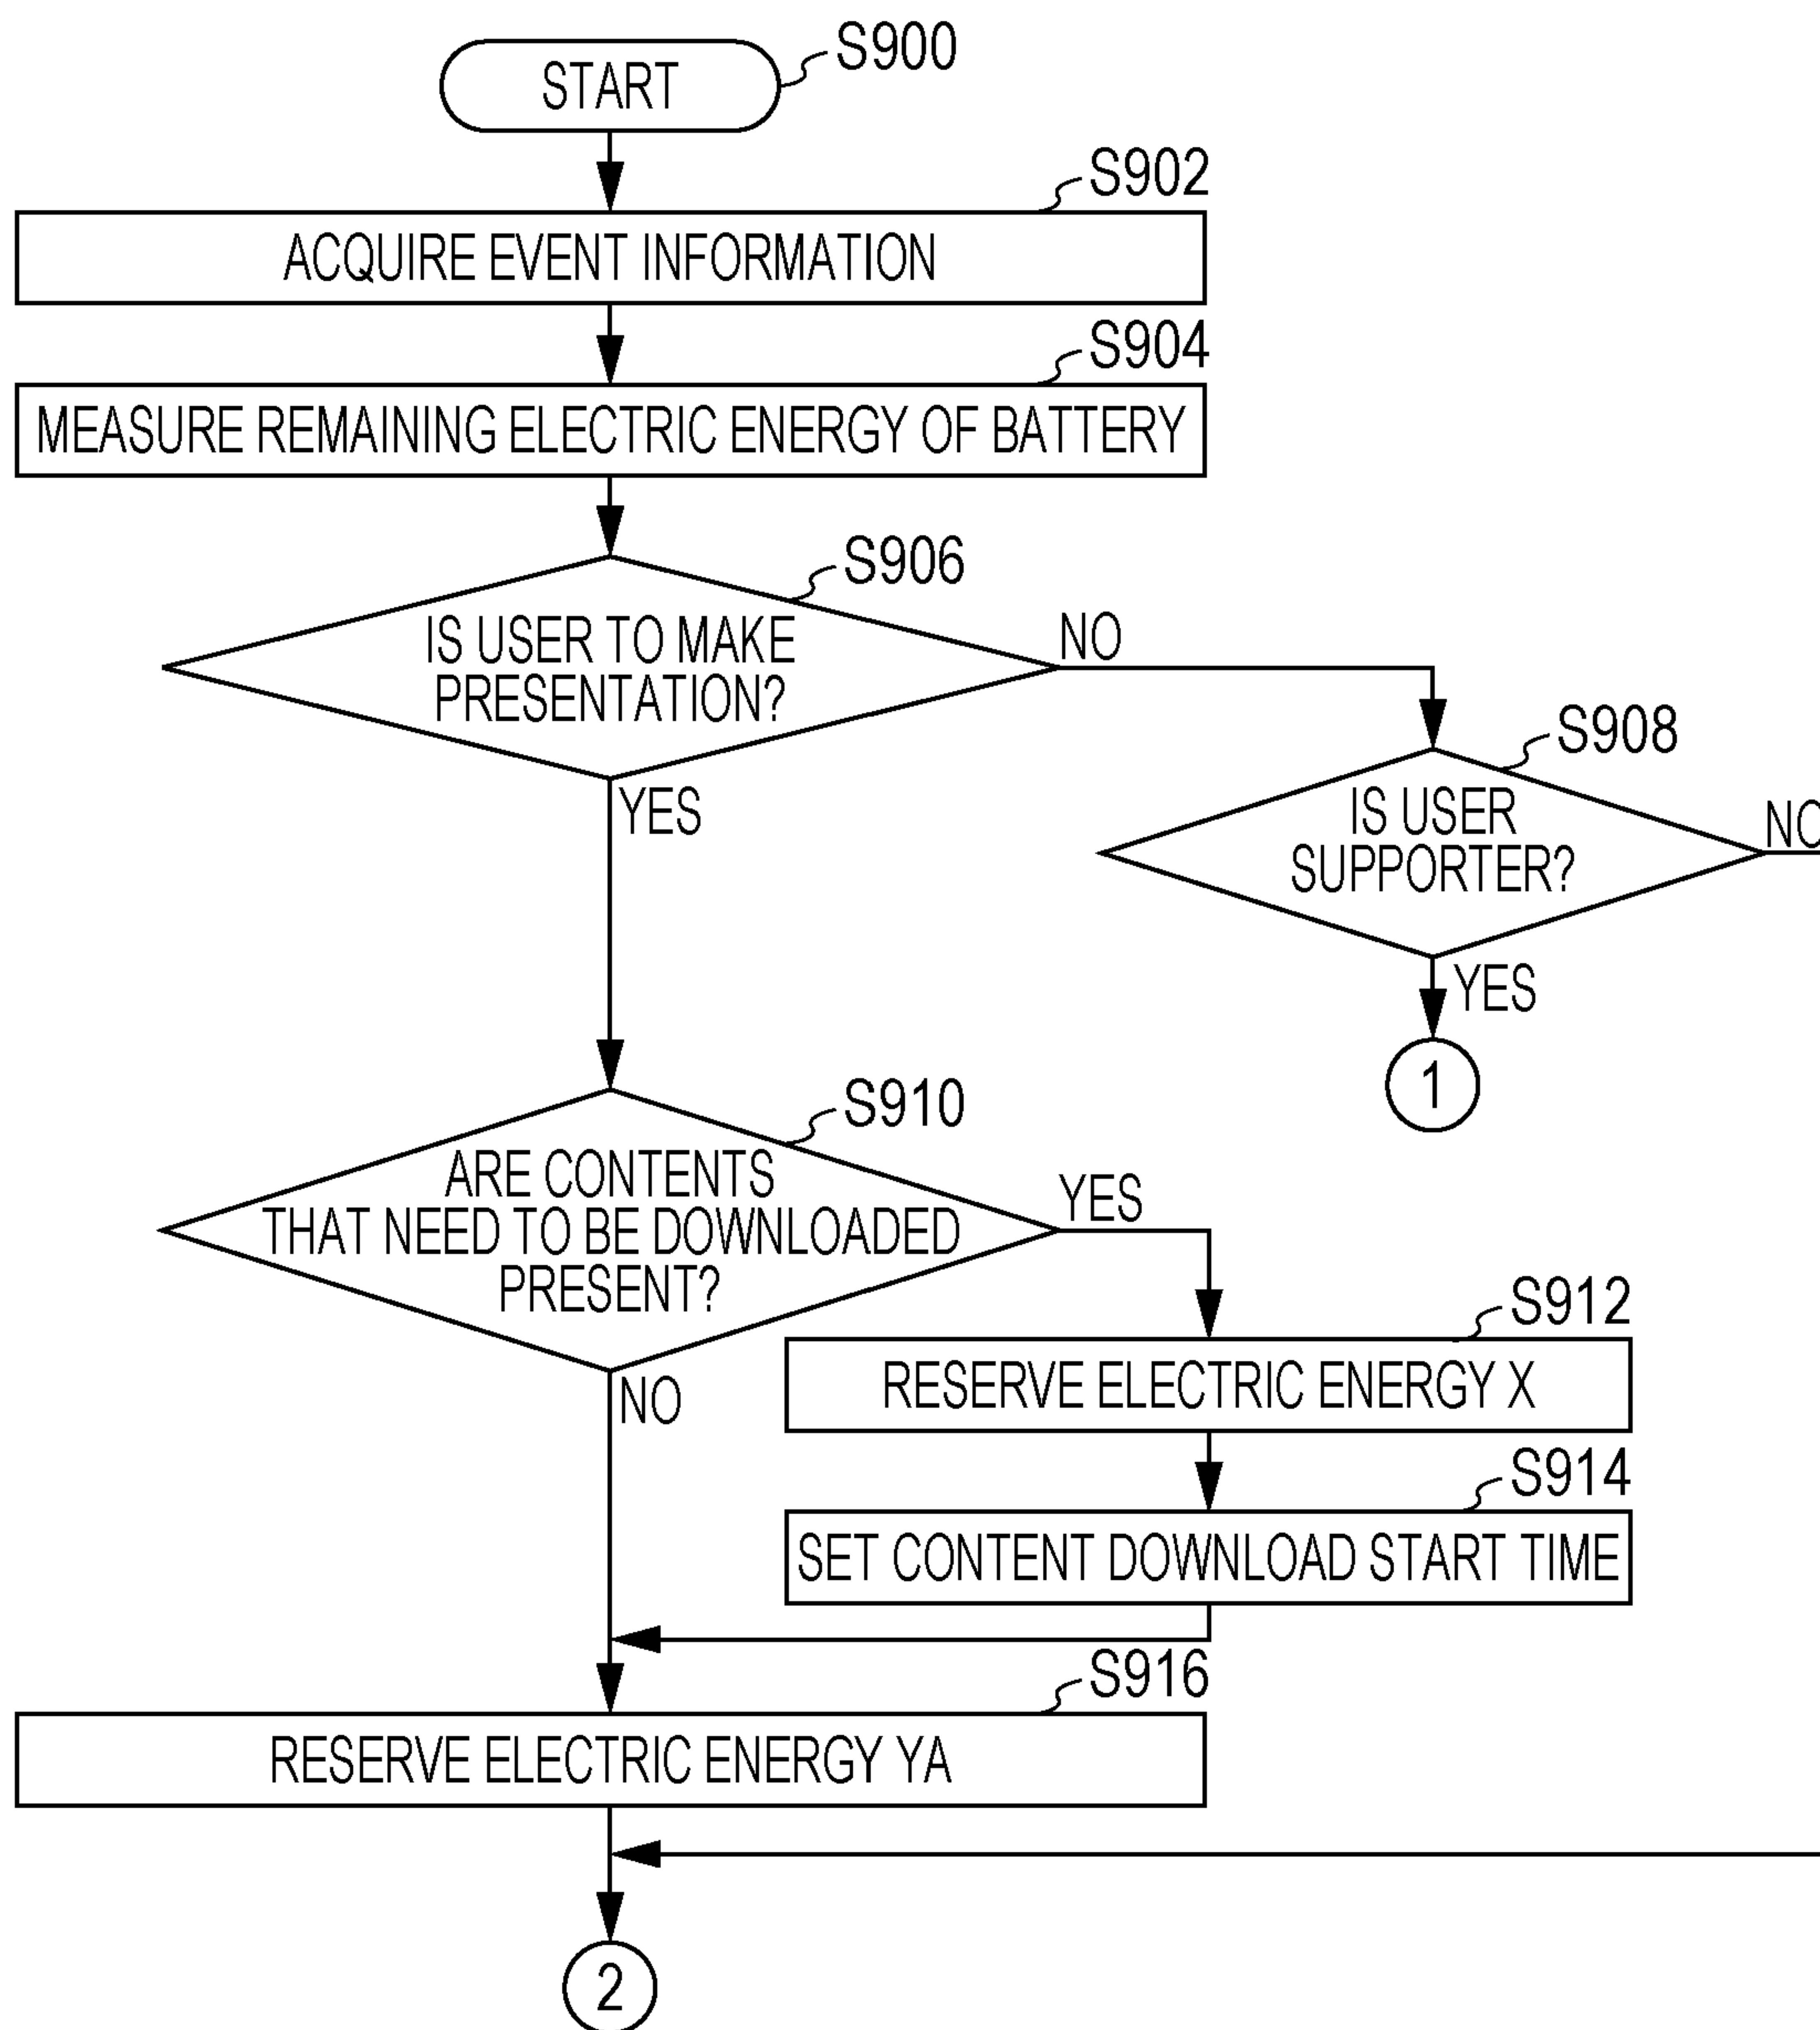 START
S900
S902
ACQUIRE EVENT INFORMATION
S904
MEASURE REMAINING ELECTRIC ENERGY OF BATTERY
S906
IS USER TO MAKE
PRESENTATION?
NO
YES
S908
IS USER
SUPPORTER?
NO
YES
1
S910
ARE CONTENTS
THAT NEED TO BE DOWNLOADED
PRESENT?
YES
NO
S912
RESERVE ELECTRIC ENERGY X
S914
SET CONTENT DOWNLOAD START TIME
S916
RESERVE ELECTRIC ENERGY YA
2